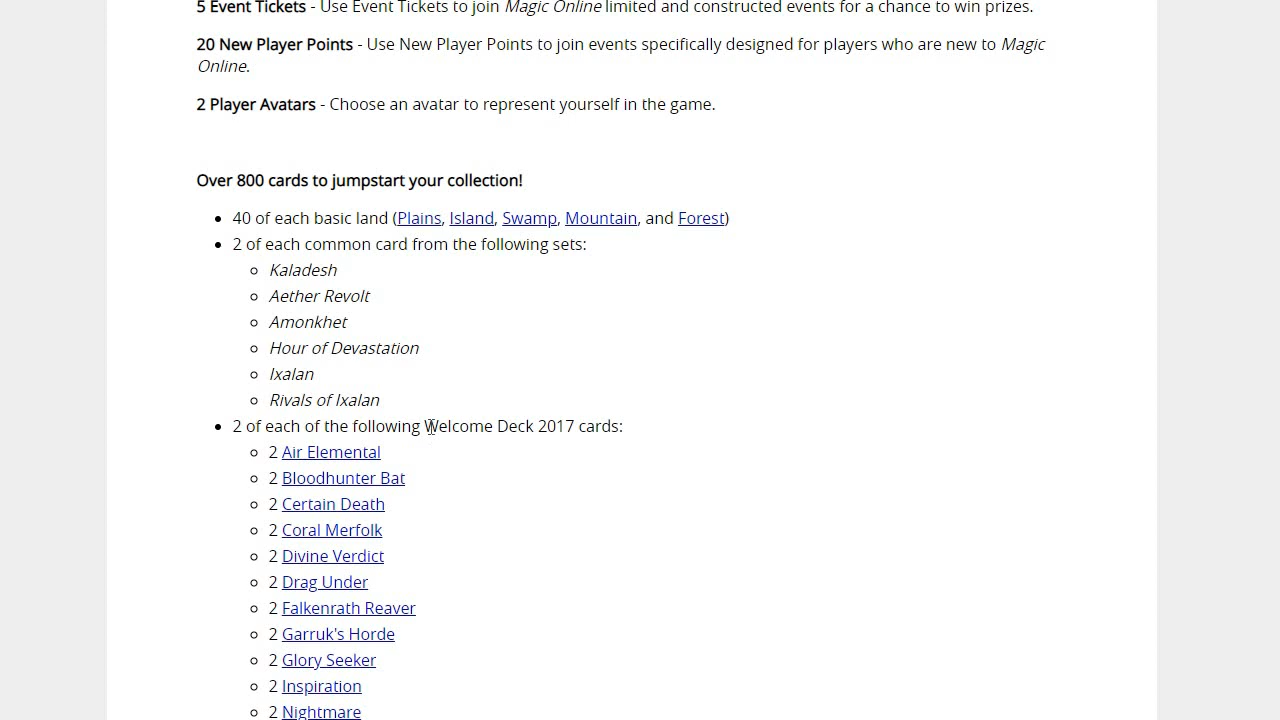 5 Event Tickets - Use Event Tickets to join Magic Online limited and constructed events for a chance to win prizes.
20 New Player Points - Use New Player Points to join events specifically designed for players who are new to Magic
Online.
2 Player Avatars - Choose an avatar to represent yourself in the game.
Over 800 cards to jumpstart your collection!
• 40 of each basic land (Plains, Island, Swamp, Mountain, and Forest)
• 2 of each common card from the following sets:
◦ Kaladesh
◦ Aether Revolt
◦ Amonkhet
◦ Hour of Devastation
◦ Ixalan
◦ Rivals of Ixalan
• 2 of each of the following Welcome Deck 2017 cards:
◦ 2 Air Elemental
◦ 2 Bloodhunter Bat
◦ 2 Certain Death
◦ 2 Coral Merfolk
◦ 2 Divine Verdict
◦ 2 Drag Under
◦ 2 Falkenrath Reaver
◦ 2 Garruk's Horde
◦ 2 Glory Seeker
◦ 2 Inspiration
◦ 2 Nightmare